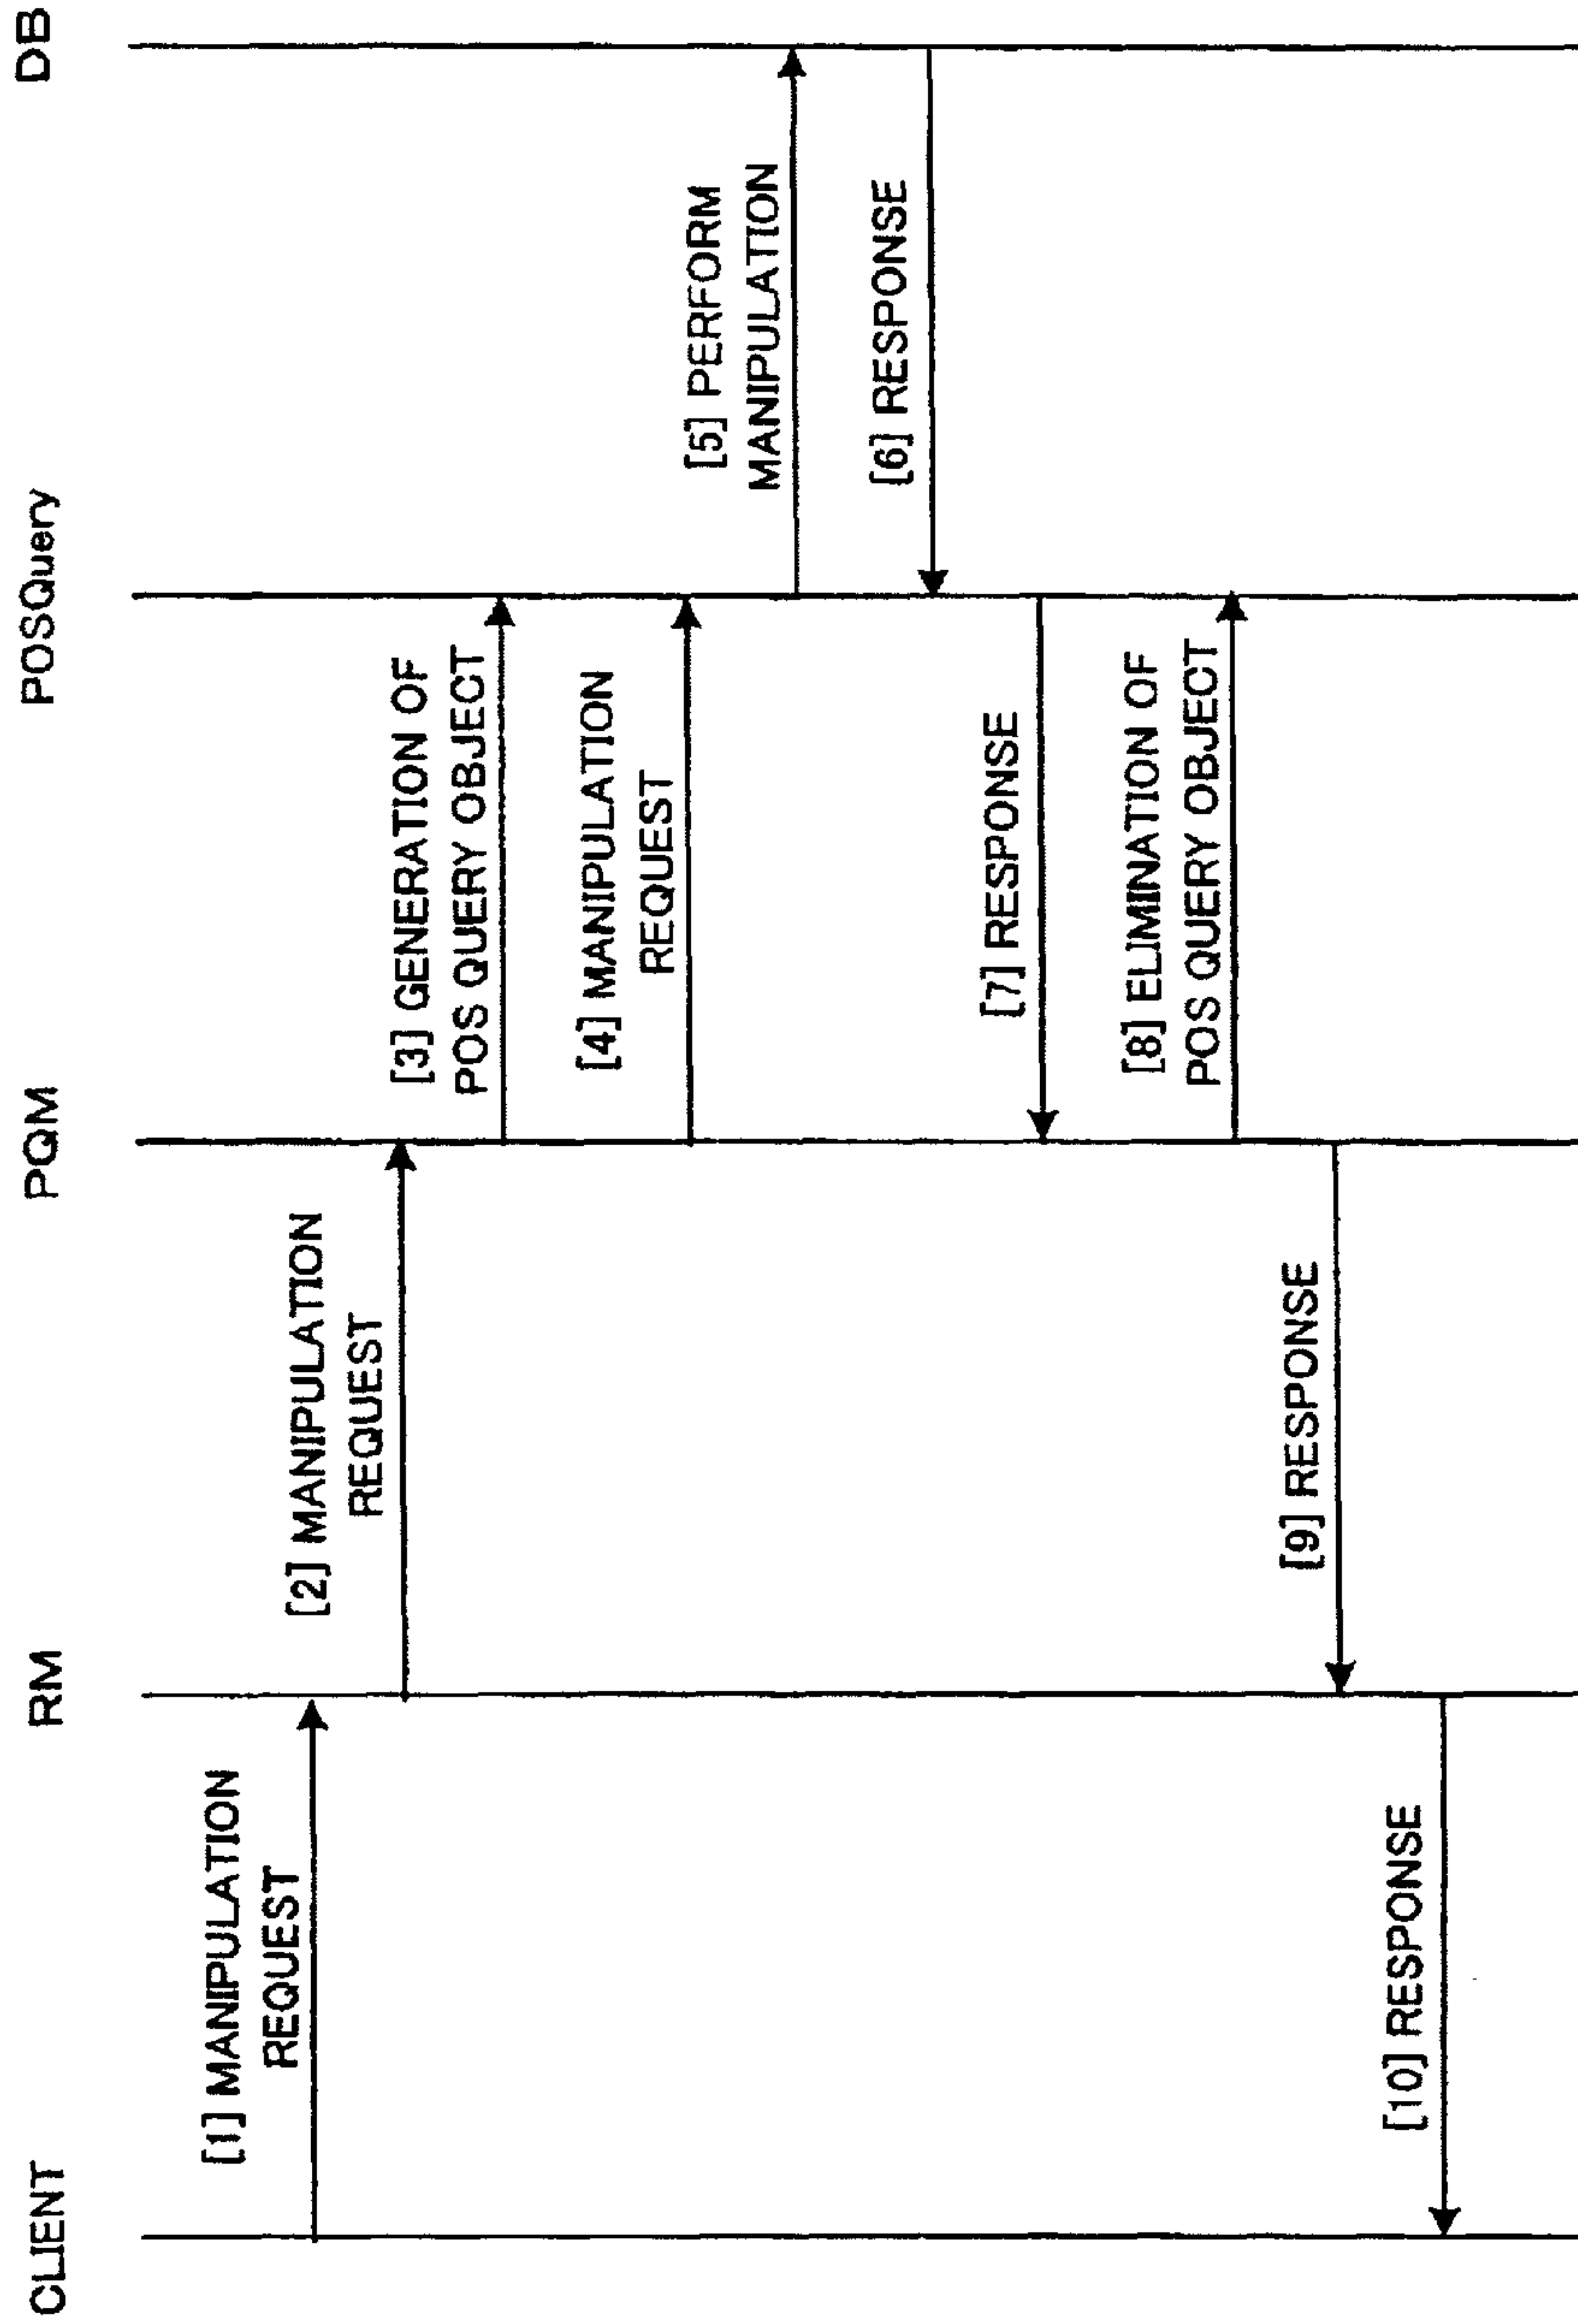 CLIENT
RM
PQM
POSQuery
DB
[1] MANIPULATION
REQUEST
[2] MANIPULATION
REQUEST
[3] GENERATION OF
POS QUERY OBJECT
[4] MANIPULATION
REQUEST
[5] PERFORM
MANIPULATION
[6] RESPONSE
[7] RESPONSE
[8] ELIMINATION OF
POS QUERY OBJECT
[9] RESPONSE
[10] RESPONSE